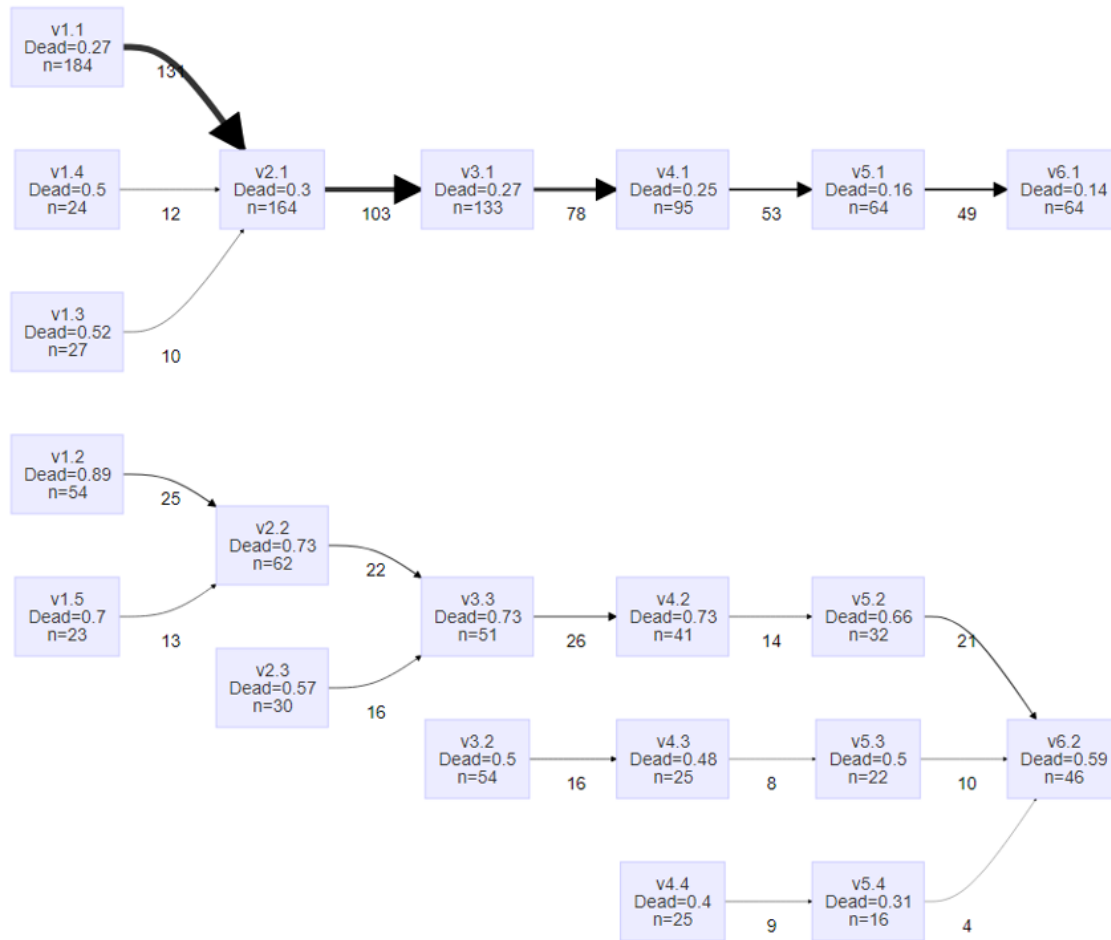 v1.1
Dead=0.27
n=184
131
v1.4
Dead=0.5
n=24
12
v2.1
Dead=0.3
n=164
103
v3.1
Dead=0.27
n=133
78
v4.1
Dead=0.25
n=95
53
v5.1
Dead=0.16
n=64
49
v6.1
Dead=0.14
n=64
v1.3
Dead=0.52
n=27
10
v1.2
Dead=0.89
n=54
25
v2.2
Dead=0.73
n=62
22
v1.5
Dead=0.7
n=23
13
v3.3
Dead=0.73
n=51
26
v4.2
Dead=0.73
n=41
14
v5.2
Dead=0.66
n=32
21
v2.3
Dead=0.57
n=30
16
v3.2
Dead=0.5
n=54
16
v4.3
Dead=0.48
n=25
8
v5.3
Dead=0.5
n=22
10
v6.2
Dead=0.59
n=46
v4.4
Dead=0.4
n=25
9
v5.4
Dead=0.31
n=16
4